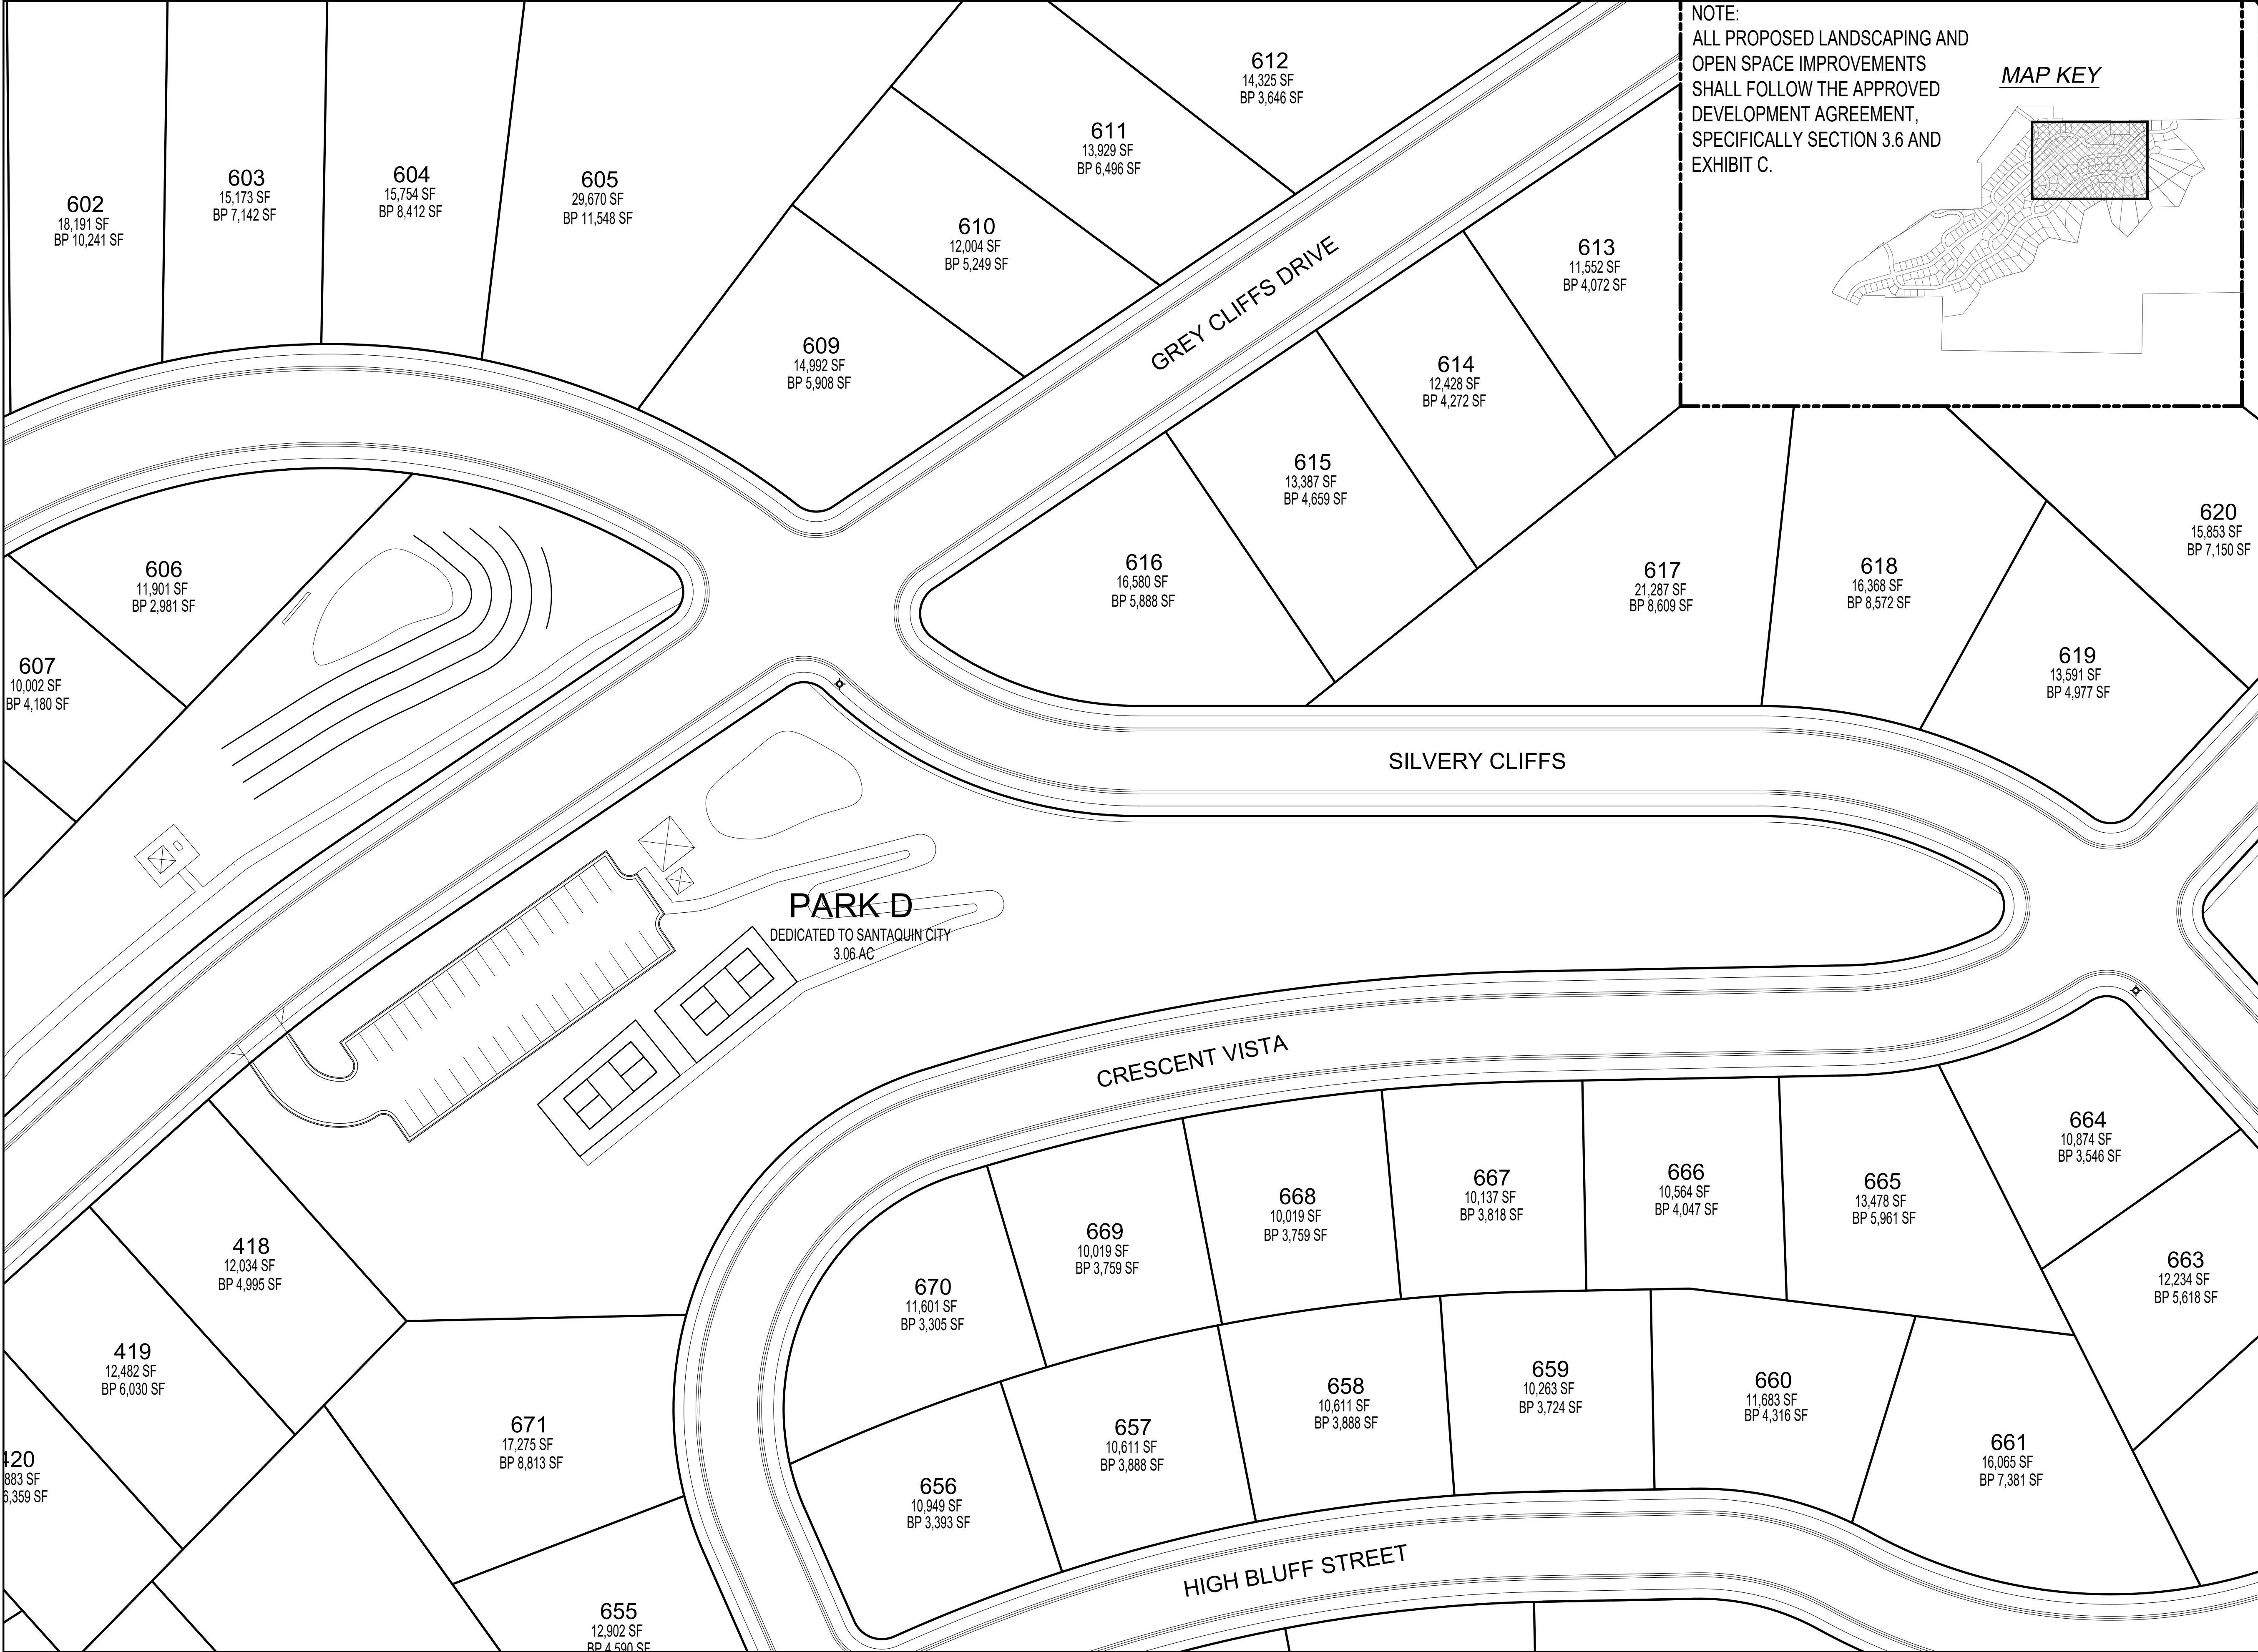 NOTE:
ALL PROPOSED LANDSCAPING AND
OPEN SPACE IMPROVEMENTS
SHALL FOLLOW THE APPROVED
DEVELOPMENT AGREEMENT,
SPECIFICALLY SECTION 3.6 AND
EXHIBIT C.
MAP KEY
602
18,191 SF
BP 10,241 SF
603
15,173 SF
BP 7,142 SF
604
15,754 SF
BP 8,412 SF
605
29,670 SF
BP 11,548 SF
612
14,325 SF
BP 3,646 SF
611
13,929 SF
BP 6,496 SF
610
12,004 SF
BP 5,249 SF
609
14,992 SF
BP 5,908 SF
GREY CLIFFS DRIVE
613
11,552 SF
BP 4,072 SF
614
12,428 SF
BP 4,272 SF
615
13,387 SF
BP 4,659 SF
616
16,580 SF
BP 5,888 SF
617
21,287 SF
BP 8,609 SF
618
16,368 SF
BP 8,572 SF
620
15,853 SF
BP 7,150 SF
619
13,591 SF
BP 4,977 SF
606
11,901 SF
BP 2,981 SF
607
10,002 SF
BP 4,180 SF
SILVERY CLIFFS
PARK D
DEDICATED TO SANTAQUIN CITY
3.06 AC
CRESCENT VISTA
664
10,874 SF
BP 3,546 SF
663
12,234 SF
BP 5,618 SF
665
13,478 SF
BP 5,961 SF
666
10,564 SF
BP 4,047 SF
667
10,137 SF
BP 3,818 SF
668
10,019 SF
BP 3,759 SF
669
10,019 SF
BP 3,759 SF
670
11,601 SF
BP 3,305 SF
418
12,034 SF
BP 4,995 SF
419
12,482 SF
BP 6,030 SF
420
883 SF
6,359 SF
671
17,275 SF
BP 8,813 SF
656
10,949 SF
BP 3,393 SF
657
10,611 SF
BP 3,888 SF
658
10,611 SF
BP 3,888 SF
659
10,263 SF
BP 3,724 SF
660
11,683 SF
BP 4,316 SF
661
16,065 SF
BP 7,381 SF
HIGH BLUFF STREET
655
12,902 SF
BP 4,590 SF